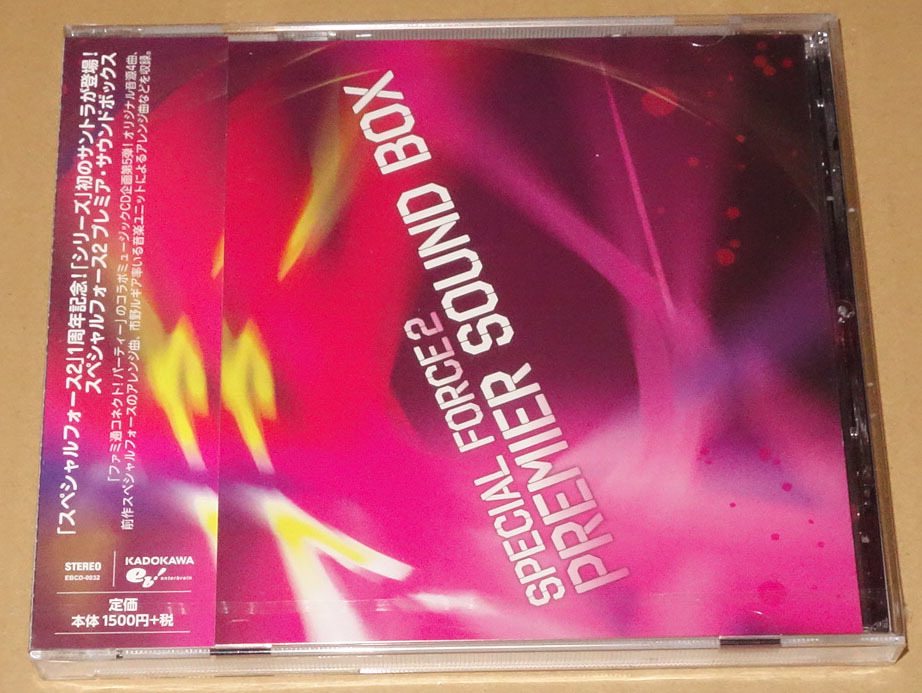 「スペシャルフォース2」1周年記念！「シリーズ」初のサントラが登場！
スペシャルフォース2 プレミア・サウンドボックス
「ファミ通コネクト！パーティー」のコラボミュージックCD企画第5弾！オリジナル音源4曲、
前作スペシャルフォースのアレンジ曲、市野ルギア率いる音楽ユニットによるアレンジ曲などを収録。
STEREO
EBCD-0032
KADOKAWA
eb! enterbrain
定価
本体1500円+税
SPECIAL FORCE2
PREMIER SOUND BOX